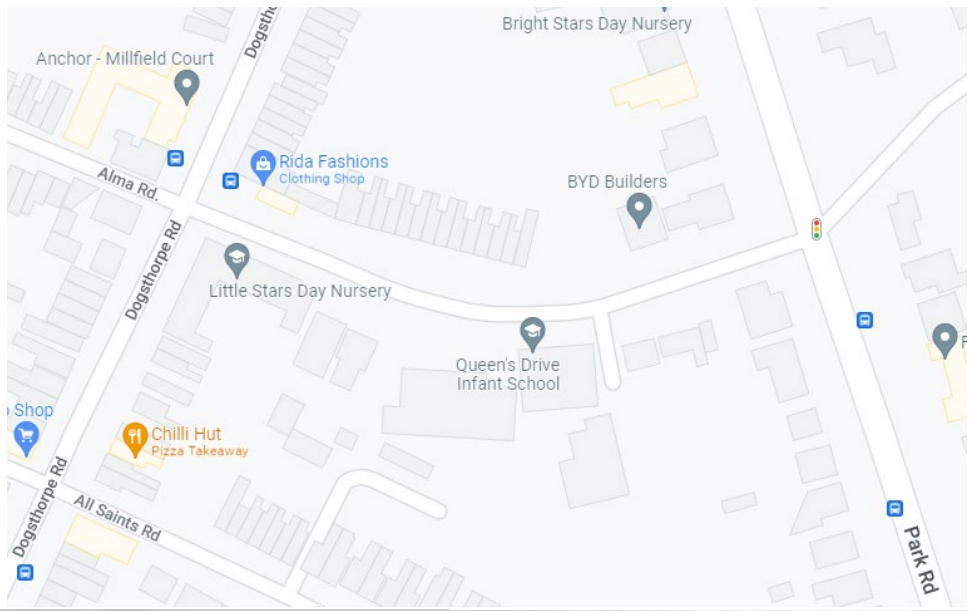 Dogsthorpe
Bright Stars Day Nursery
Anchor - Millfield Court
Rida Fashions
Clothing Shop
Alma Rd.
BYD Builders
Dogsthorpe Rd
Little Stars Day Nursery
Queen's Drive
Infant School
Shop
Chilli Hut
Pizza Takeaway
Dogsthorpe Rd
All Saints Rd
Park Rd